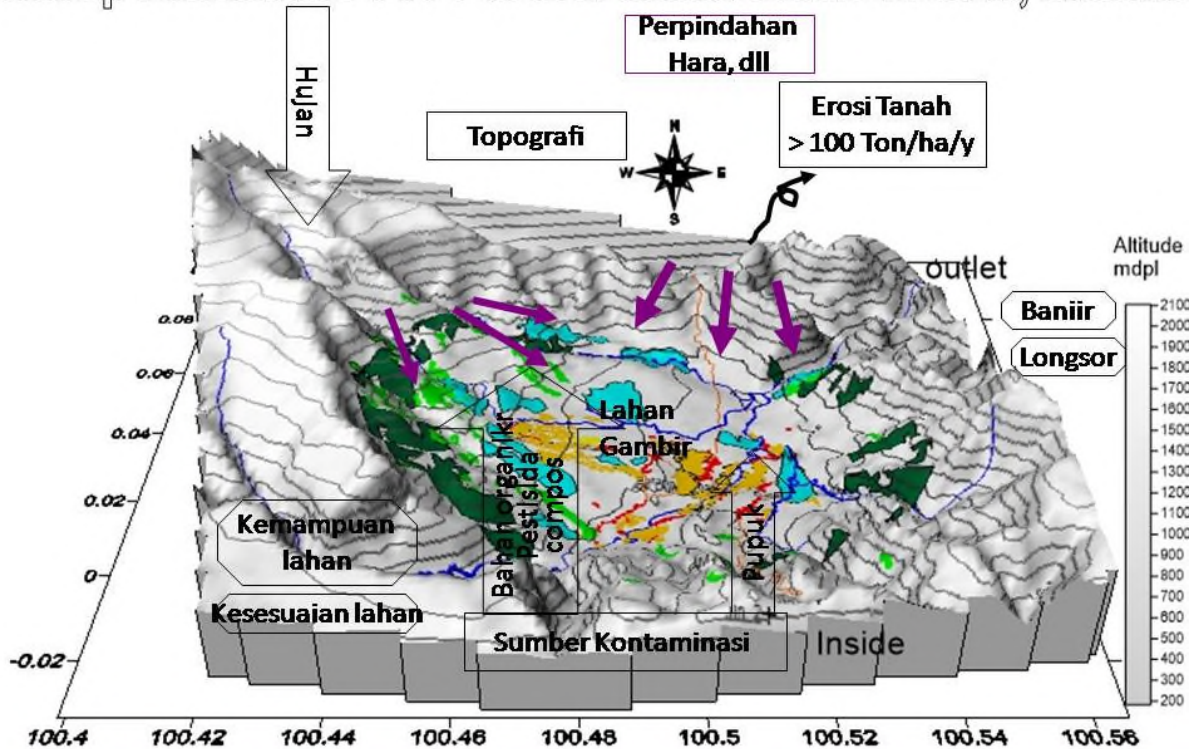 Hujan
Perpindahan
Hara, dll
Erosi Tanah
> 100 Ton/ha/y
Topografi
N
W
E
S
outlet
Altitude
mdpl
Baniir
Longsor
2100
2000
1900
1800
1700
1600
1500
1400
1300
1200
1100
1000
900
800
700
600
500
400
300
200
0.08
0.06
0.04
0.02
0
-0.02
Lahan
Gambir
Bahan organikr
Pestisida
compos
Pupuk
Kemampuan
lahan
Kesesuaian lahan
Sumber Kontaminasi
Inside
100.4
100.42
100.44
100.46
100.48
100.5
100.52
100.54
100.56